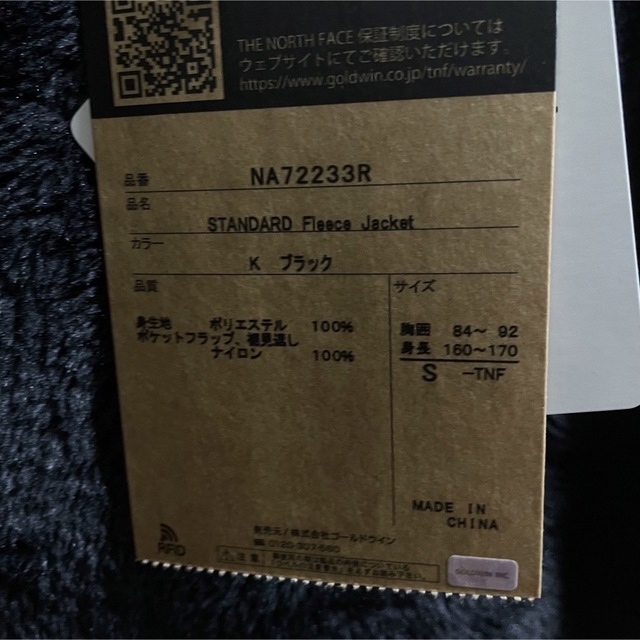 THE NORTH FACE 保証制度については
ウェブサイトにてご確認いただけます。
https://www.goldwin.co.jp/tnf/warranty/
品番 NA72233R
品名
STANDARD Fleece Jacket
カラー
K ブラック
品質
身生地 ポリエステル 100%
ポケットフラップ、裾見返し
ナイロン 100%
サイズ
胸囲 84～ 92
身長 160～170
S -TNF
MADE IN
CHINA
発売元/株式会社ゴールドウイン
RFID
注 意
GOLDWIN INC.